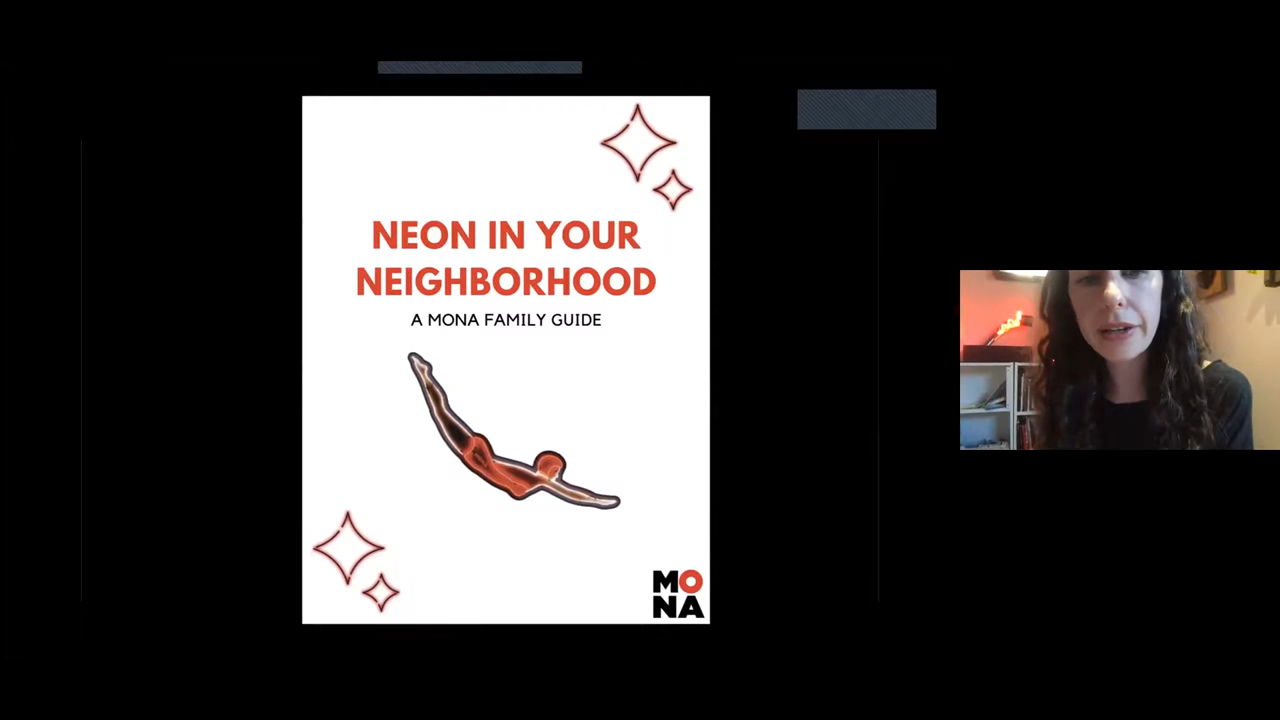 NEON IN YOUR
NEIGHBORHOOD
A MONA FAMILY GUIDE
MO
NA